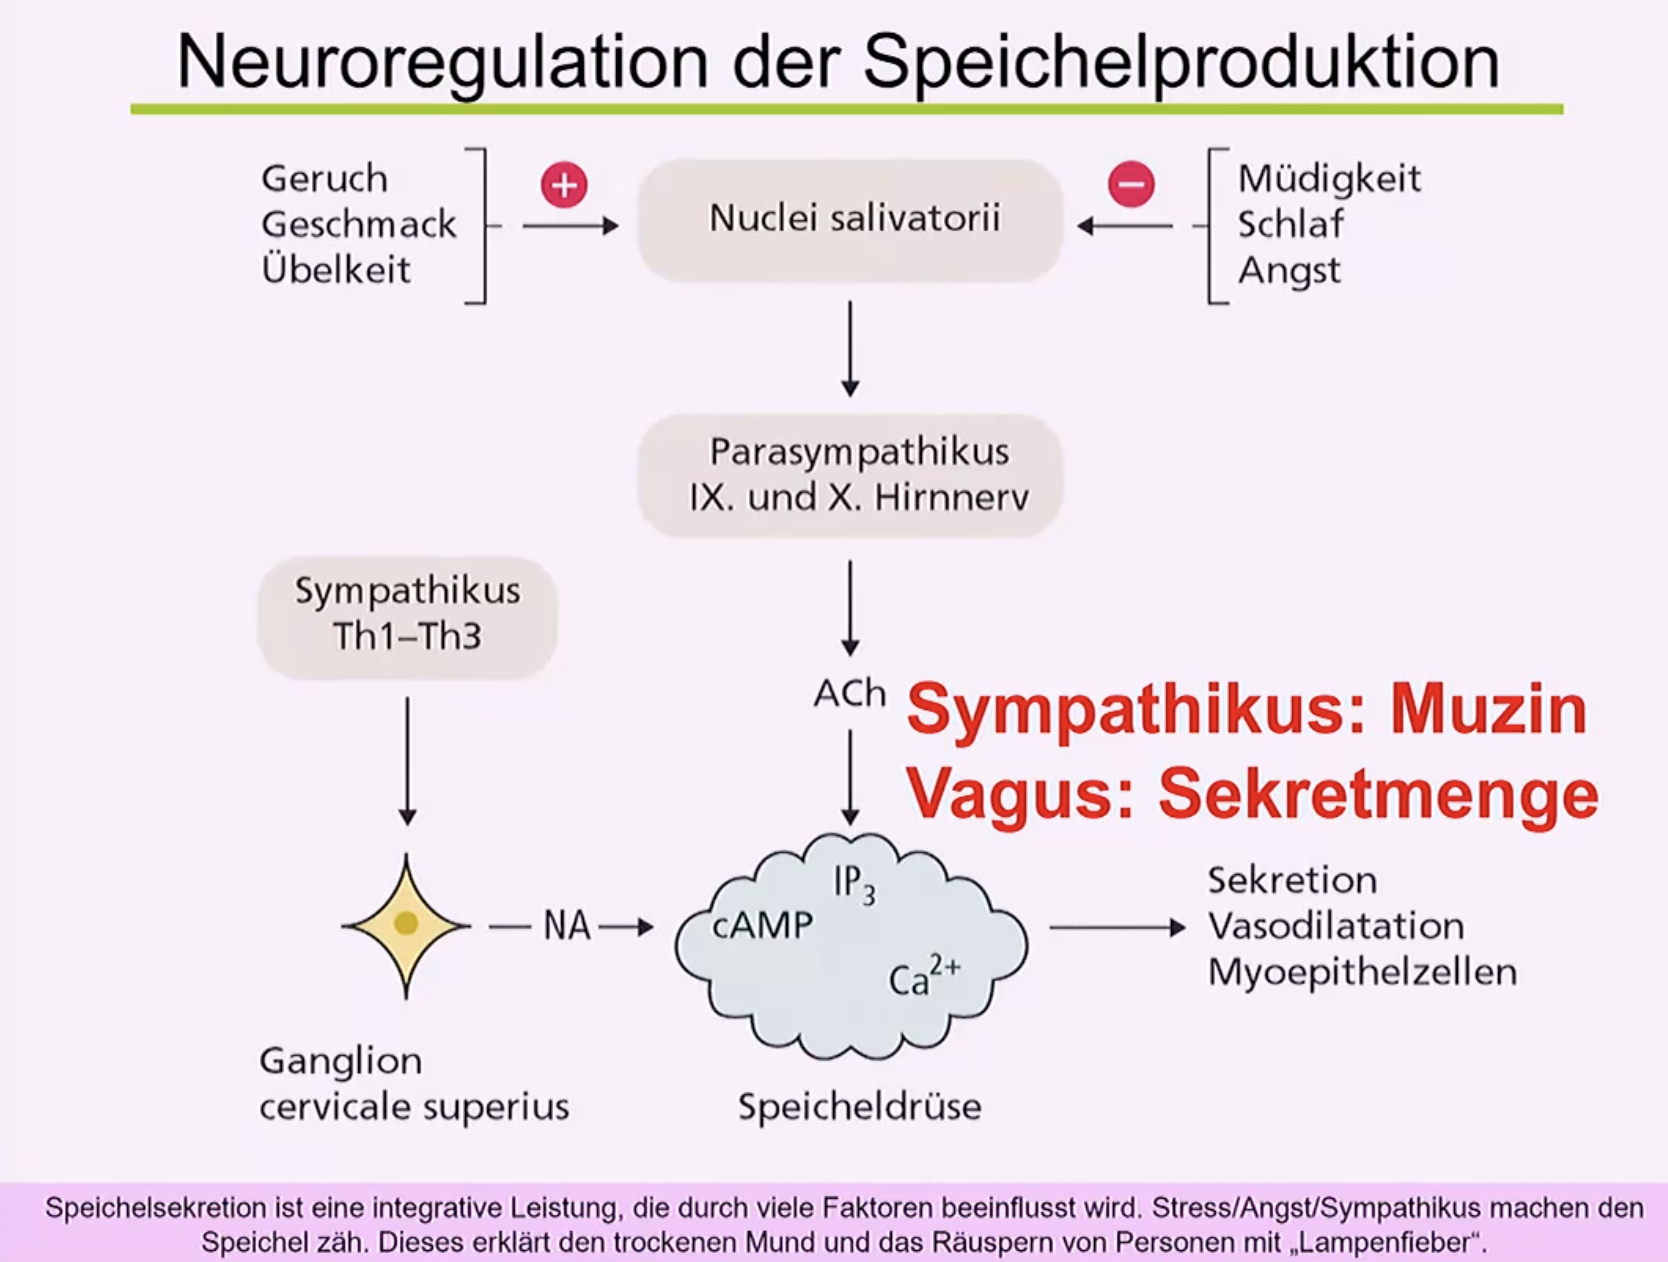 Neuroregulation der Speichelproduktion
Geruch
Geschmack
Übelkeit
+
Nuclei salivatorii
−
Müdigkeit
Schlaf
Angst
Parasympathikus
IX. und X. Hirnnerv
Sympathikus
Th1–Th3
ACh
Sympathikus: Muzin
Vagus: Sekretmenge
NA
IP₃
cAMP
Ca²⁺
Sekretion
Vasodilatation
Myoepithelzellen
Ganglion
cervicale superius
Speicheldrüse
Speichelsekretion ist eine integrative Leistung, die durch viele Faktoren beeinflusst wird. Stress/Angst/Sympathikus machen den
Speichel zäh. Dieses erklärt den trockenen Mund und das Räuspern von Personen mit „Lampenfieber“.